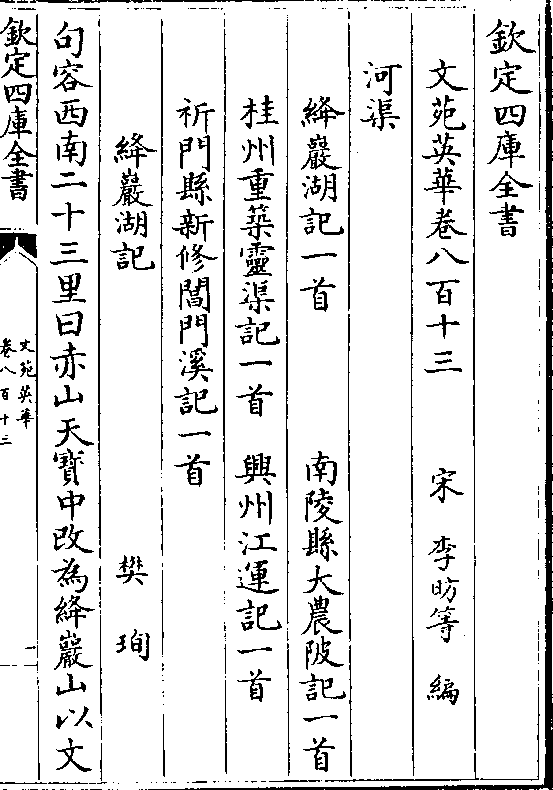 欽定四庫全書
文苑英華卷八百十三　宋　李昉等　編
河渠
絳巖湖記一首　南陵縣大農陂記一首
桂州重築靈渠記一首　興州江運記一首
祈門縣新修閶門溪記一首
絳巖湖記　樊珣
句容西南二十三里曰赤山天寳中改為絳巖山以文
欽定四庫全書
文苑英華
卷八百十三
一